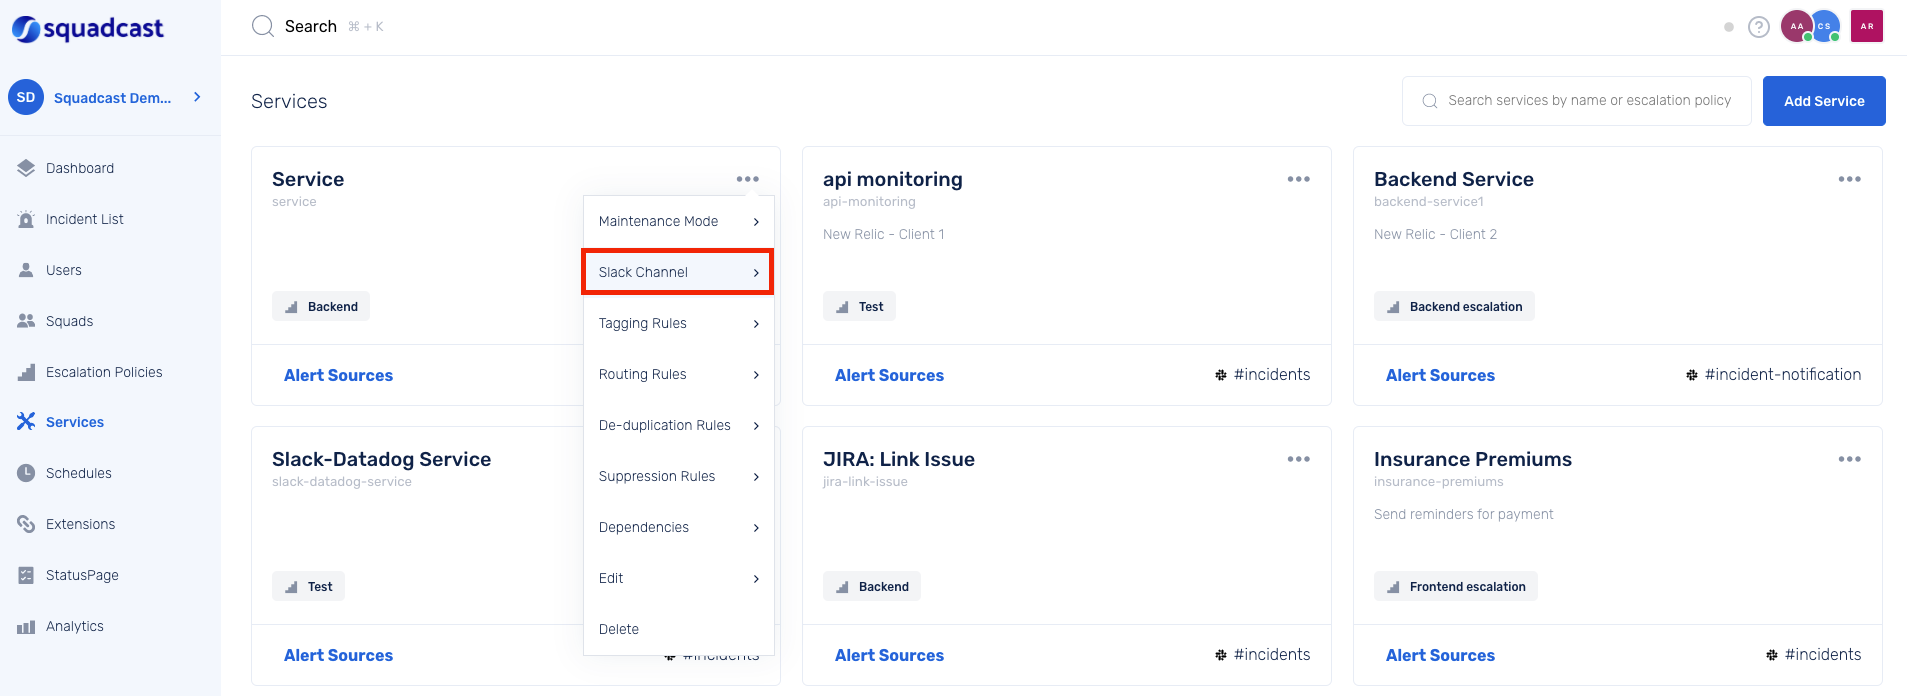 squadcast
Search ⌘ + K
AA
CS
AR
SD
Squadcast Dem...
Dashboard
Incident List
Users
Squads
Escalation Policies
Services
Schedules
Extensions
StatusPage
Analytics
Services
Search services by name or escalation policy
Add Service
Service
service
Backend
Alert Sources
Maintenance Mode
Slack Channel
Tagging Rules
Routing Rules
De-duplication Rules
Suppression Rules
Dependencies
Edit
Delete
api monitoring
api-monitoring
New Relic - Client 1
Test
Alert Sources
#incidents
Backend Service
backend-service1
New Relic - Client 2
Backend escalation
Alert Sources
#incident-notification
Slack-Datadog Service
slack-datadog-service
Test
Alert Sources
#incidents
JIRA: Link Issue
jira-link-issue
Backend
Alert Sources
#incidents
Insurance Premiums
insurance-premiums
Send reminders for payment
Frontend escalation
Alert Sources
#incidents